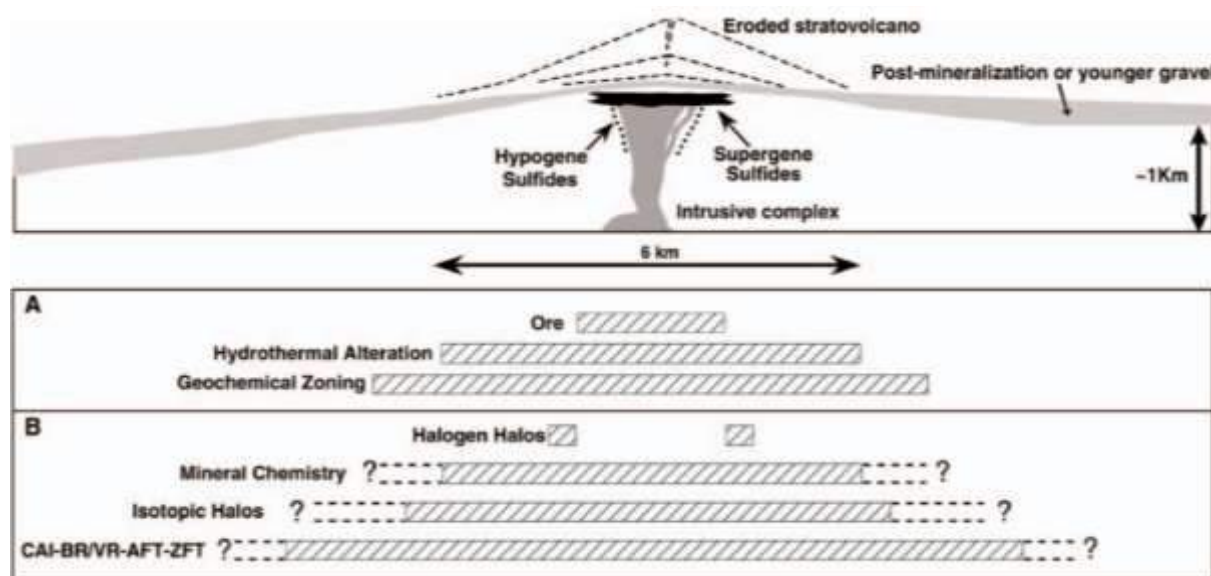 Eroded stratovolcano
Post-mineralization or younger gravel
Hypogene
Sulfides
Supergene
Sulfides
~1Km
Intrusive complex
6 km
A
Ore
Hydrothermal Alteration
Geochemical Zoning
B
Halogen Halos
Mineral Chemistry ? ?
Isotopic Halos ? ?
CAI-BR/VR-AFT-ZFT ? ?